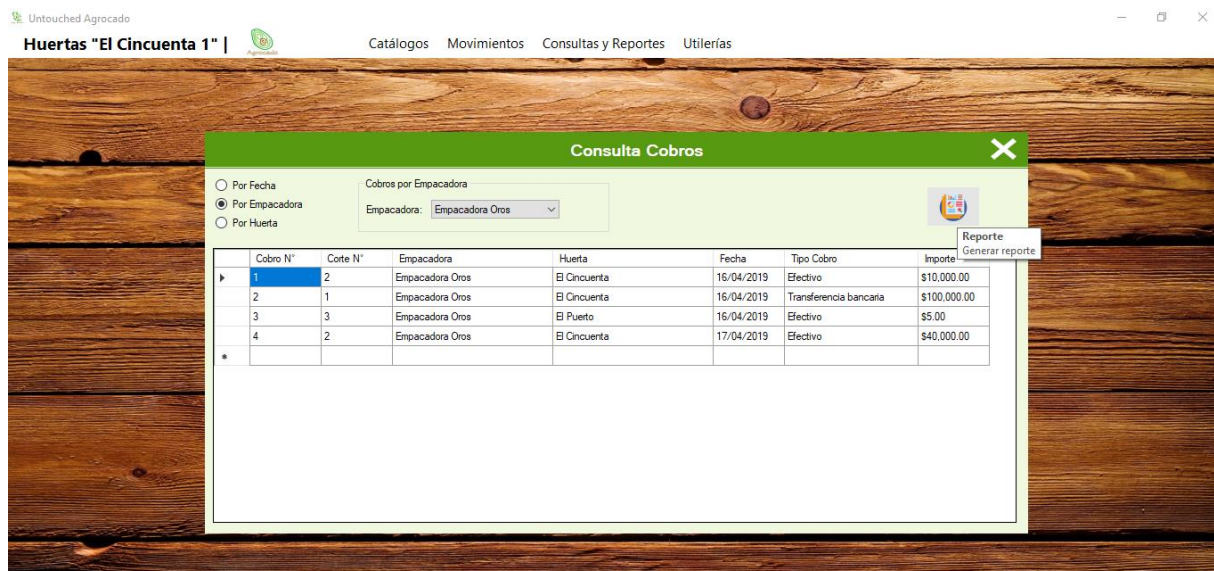 Untouched Agrocado
Huertas "El Cincuenta 1" | Agrocado Catálogos Movimientos Consultas y Reportes Utilerías
Consulta Cobros
Por Fecha
Por Empacadora
Por Huerta
Cobros por Empacadora
Empacadora: Empacadora Oros
Reporte
Generar reporte
Cobro N° Corte N° Empacadora Huerta Fecha Tipo Cobro Importe
1 2 Empacadora Oros El Cincuenta 16/04/2019 Efectivo $10,000.00
2 1 Empacadora Oros El Cincuenta 16/04/2019 Transferencia bancaria $100,000.00
3 3 Empacadora Oros El Puerto 16/04/2019 Efectivo $5.00
4 2 Empacadora Oros El Cincuenta 17/04/2019 Efectivo $40,000.00